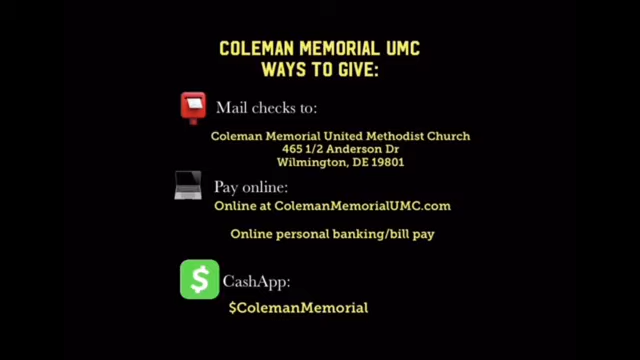 COLEMAN MEMORIAL UMC
WAYS TO GIVE:
Mail checks to:
Coleman Memorial United Methodist Church
465 1/2 Anderson Dr
Wilmington, DE 19801
Pay online:
Online at ColemanMemorialUMC.com
Online personal banking/bill pay
$
CashApp:
$ColemanMemorial